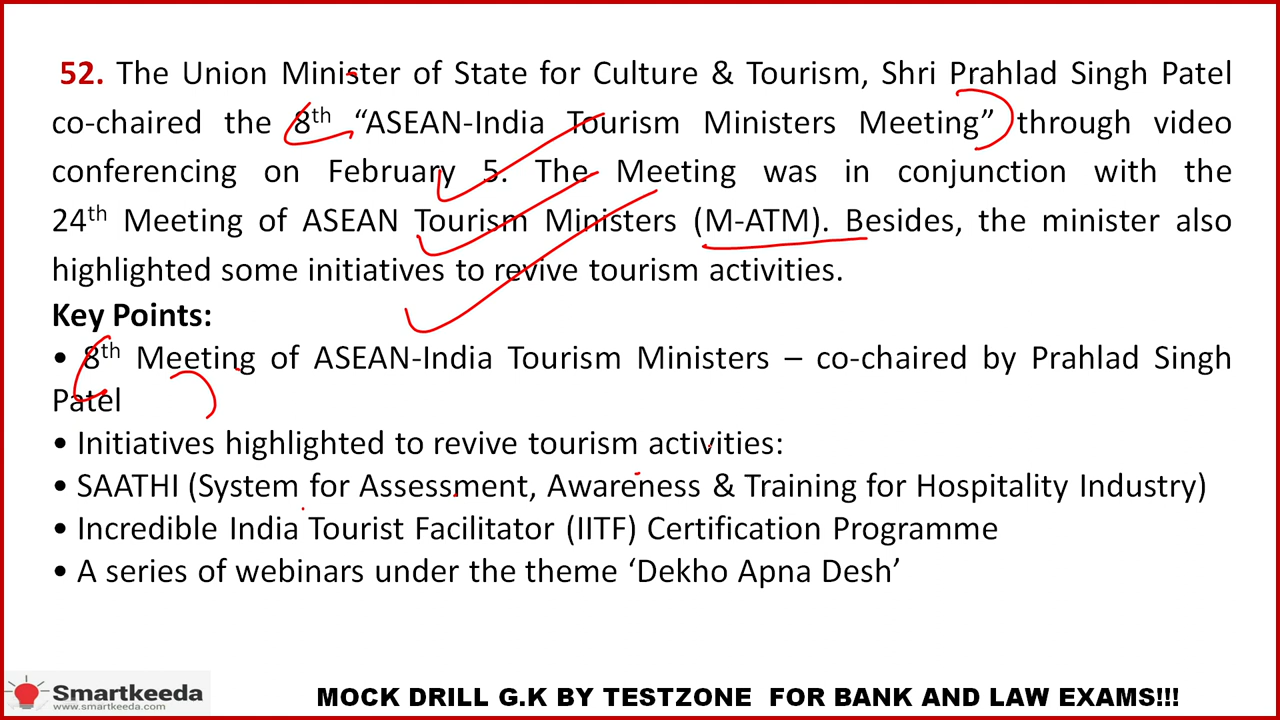 52. The Union Minister of State for Culture & Tourism, Shri Prahlad Singh Patel
co-chaired the 8th “ASEAN-India Tourism Ministers Meeting” through video
conferencing on February 5. The Meeting was in conjunction with the
24th Meeting of ASEAN Tourism Ministers (M-ATM). Besides, the minister also
highlighted some initiatives to revive tourism activities.
Key Points:
• 8th Meeting of ASEAN-India Tourism Ministers – co-chaired by Prahlad Singh
Patel
• Initiatives highlighted to revive tourism activities:
• SAATHI (System for Assessment, Awareness & Training for Hospitality Industry)
• Incredible India Tourist Facilitator (IITF) Certification Programme
• A series of webinars under the theme ‘Dekho Apna Desh’
Smartkeeda
www.smartkeeda.com
MOCK DRILL G.K BY TESTZONE FOR BANK AND LAW EXAMS!!!